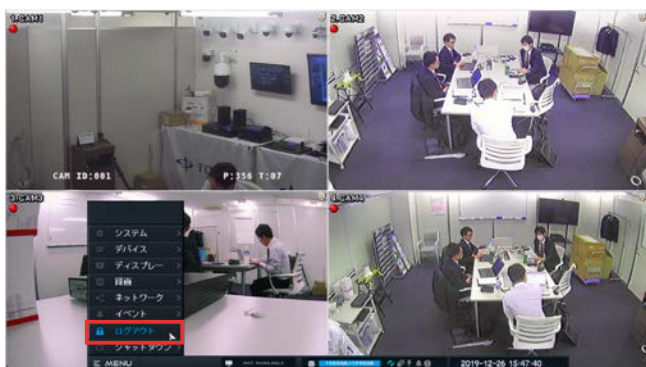 1.CAM1
2.CAM2
CAM ID:001
P:356 T:07
3.CAM3
4.CAM4
システム
デバイス
ディスプレー
録画
ネットワーク
イベント
ログアウト
シャットダウン
MENU
2019-12-26 15:47:40